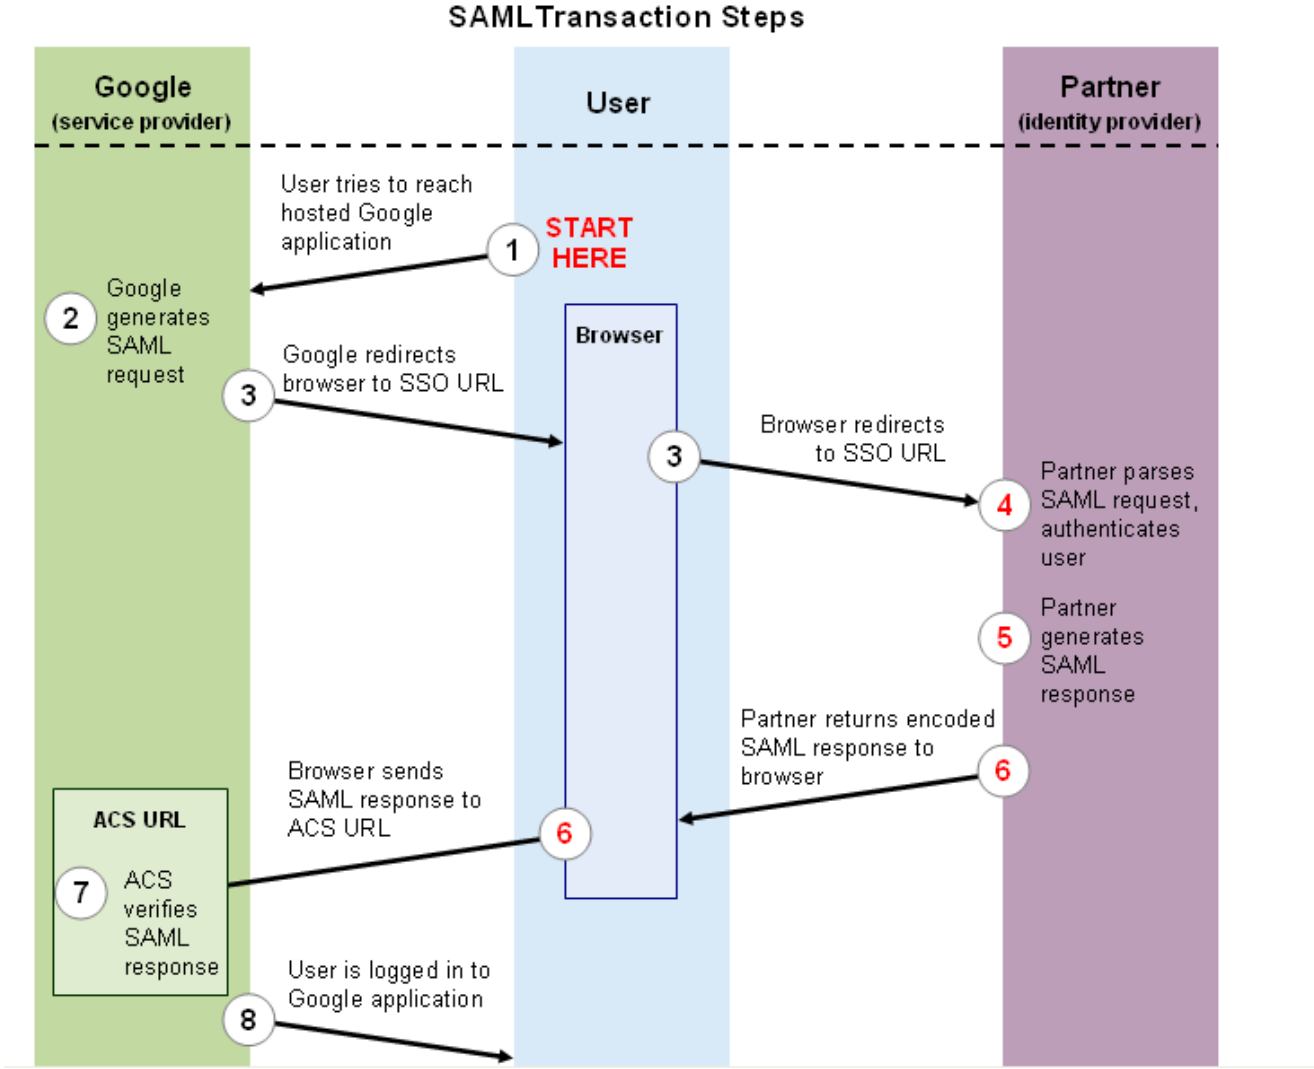 SAML Transaction Steps
Google
(service provider)
User
Partner
(identity provider)
User tries to reach
hosted Google
application
1
START
HERE
2
Google
generates
SAML
request
Browser
3
Google redirects
browser to SSO URL
3
Browser redirects
to SSO URL
4
Partner parses
SAML request,
authenticates
user
5
Partner
generates
SAML
response
Partner returns encoded
SAML response to
browser
6
Browser sends
SAML response to
ACS URL
6
ACS URL
7
ACS
verifies
SAML
response
User is logged in to
Google application
8